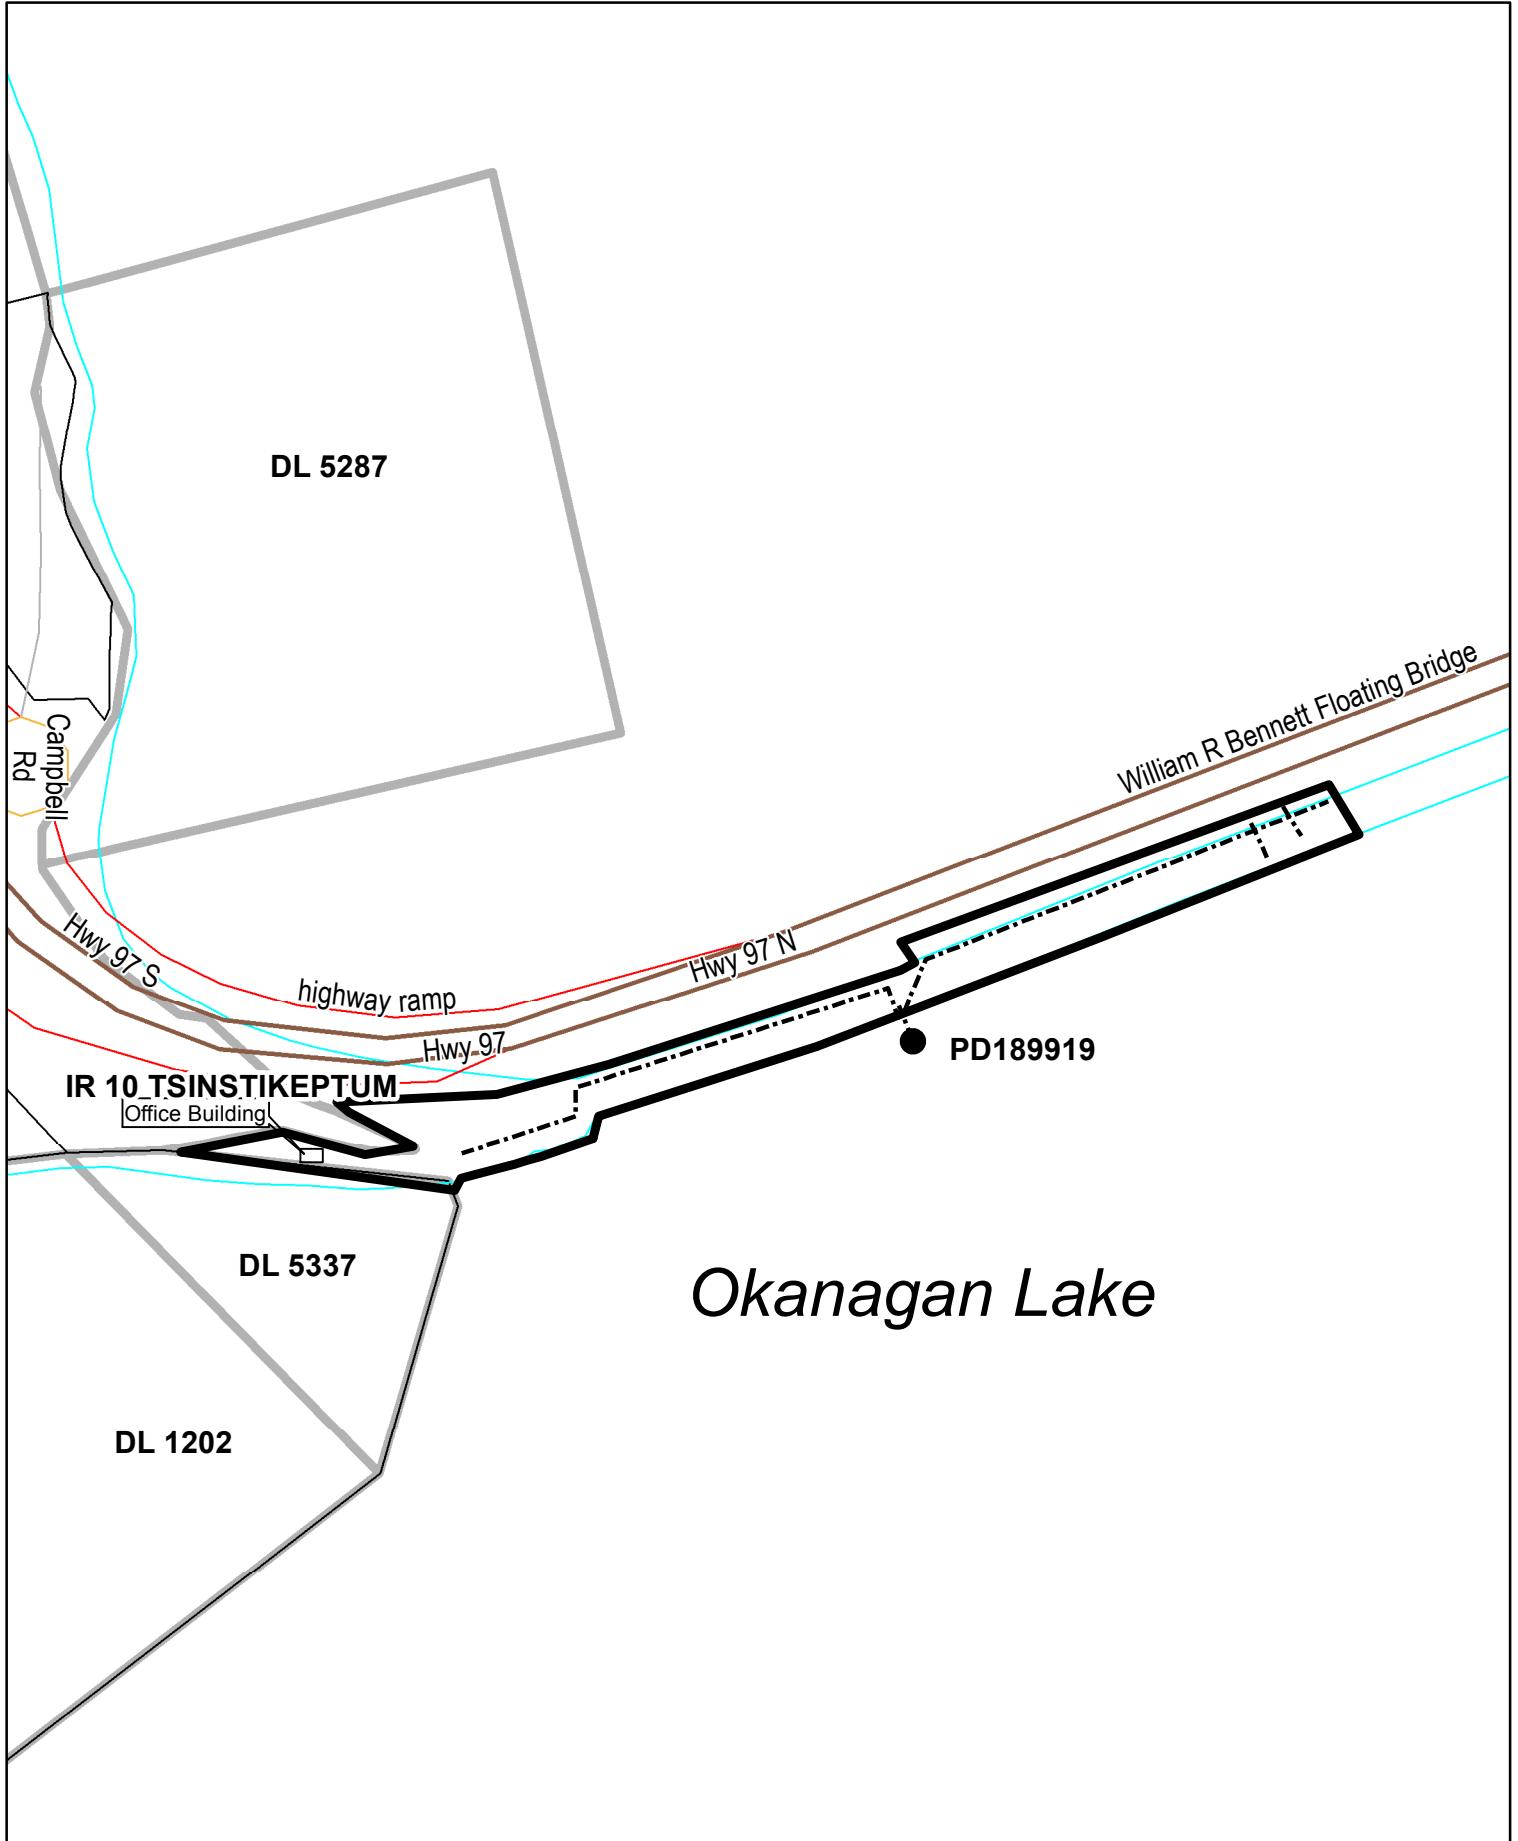 DL 5287
William R Bennett Floating Bridge
Campbell
Rd
Hwy 97 S
Hwy 97 N
highway ramp
Hwy 97
PD189919
IR 10 TSINSTIKEPTUM
Office Building
DL 5337
Okanagan Lake
DL 1202